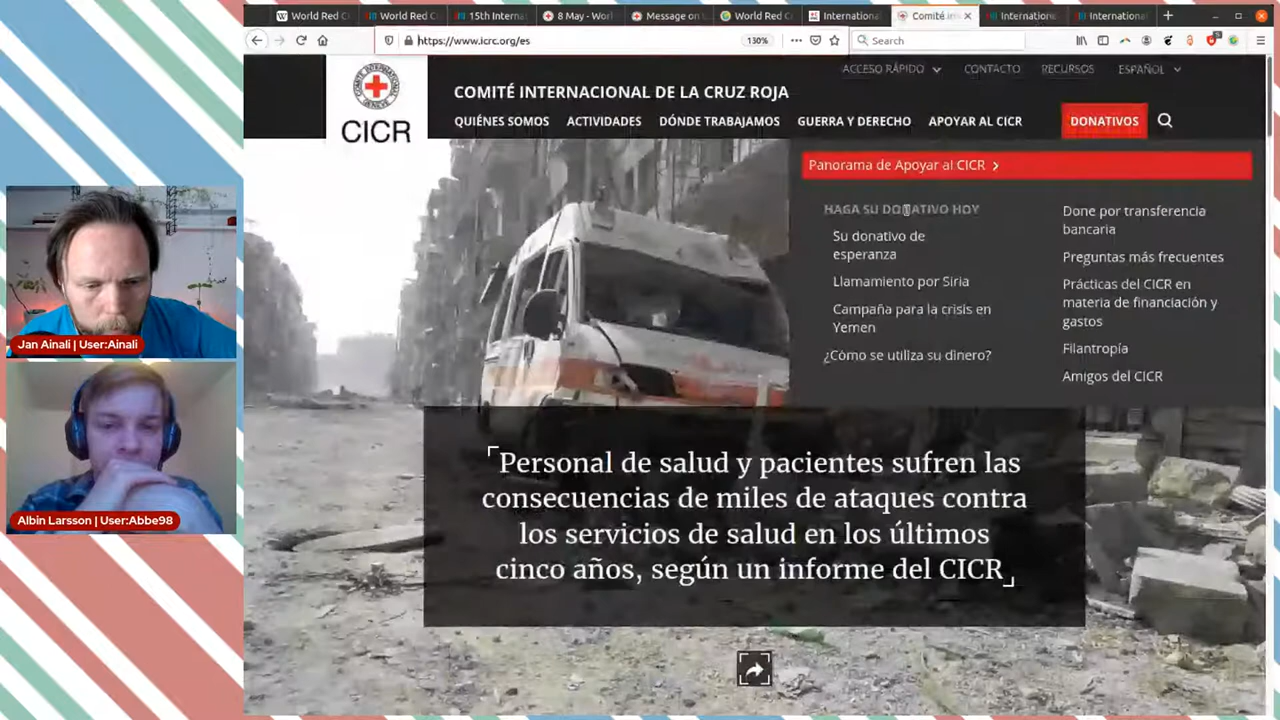 World Red C
World Red C
15th Interna
8 May - Worl
Message on
World Red C
International
Comité in
Internationa
International
https://www.icrc.org/es
130%
Search
ACCESO RÁPIDO
CONTACTO
RECURSOS
ESPAÑOL
COMITÉ INTERNACIONAL DE LA CRUZ ROJA
COMITE INTERNATIONAL GENEVE
CICR
QUIÉNES SOMOS
ACTIVIDADES
DÓNDE TRABAJAMOS
GUERRA Y DERECHO
APOYAR AL CICR
DONATIVOS
Panorama de Apoyar al CICR
HAGA SU DONATIVO HOY
Su donativo de
esperanza
Llamamiento por Siria
Campaña para la crisis en
Yemen
¿Cómo se utiliza su dinero?
Done por transferencia
bancaria
Preguntas más frecuentes
Prácticas del CICR en
materia de financiación y
gastos
Filantropía
Amigos del CICR
Personal de salud y pacientes sufren las
consecuencias de miles de ataques contra
los servicios de salud en los últimos
cinco años, según un informe del CICR
Jan Ainali | User:Ainali
Albin Larsson | User:Abbe98